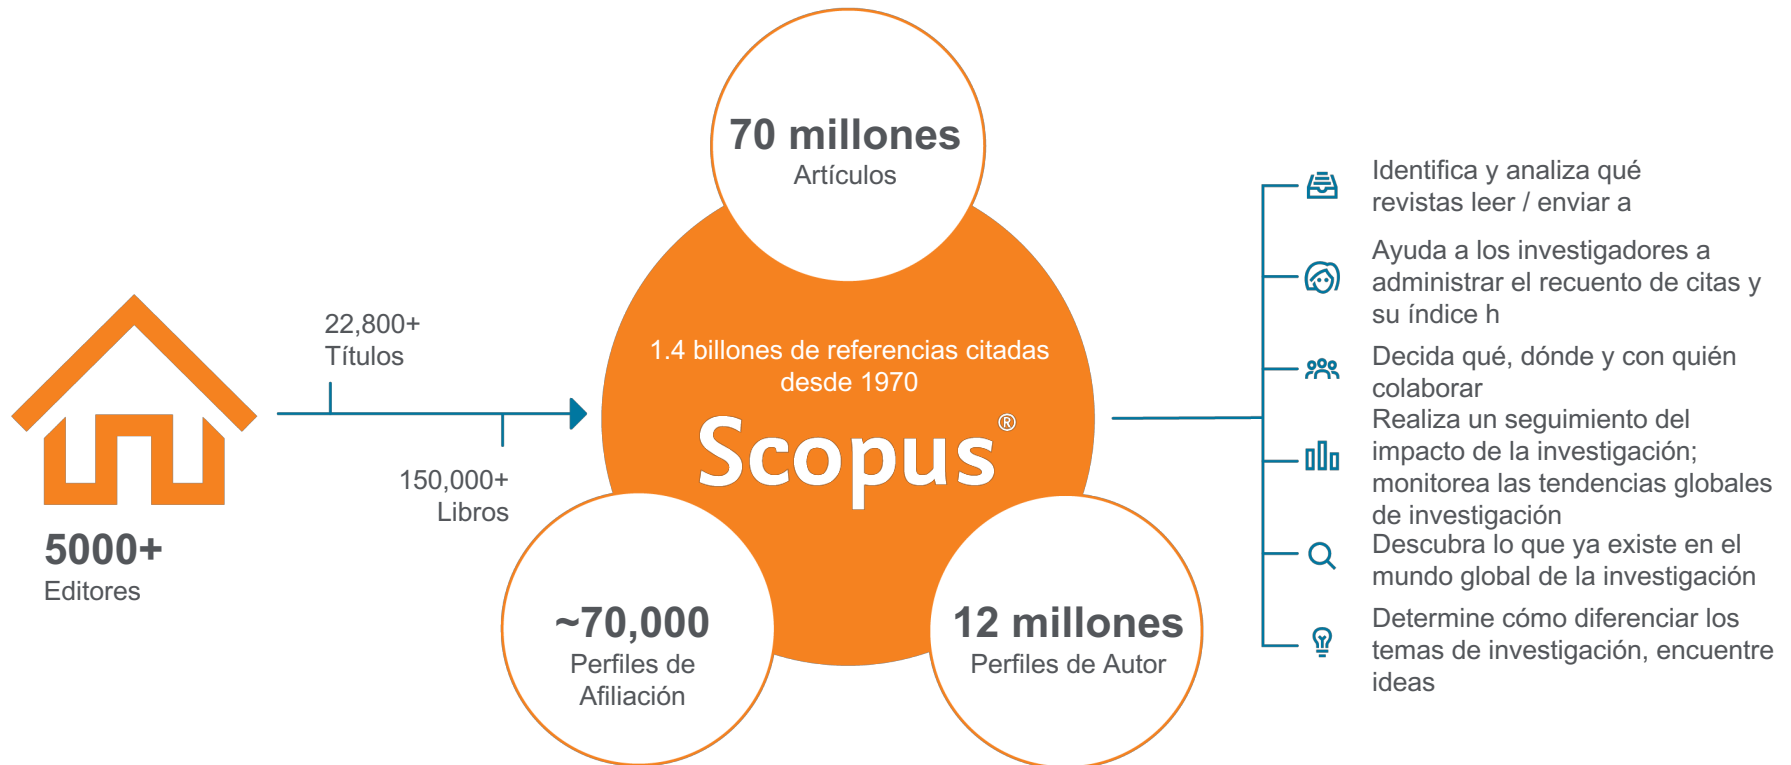 5000+
Editores
22,800+
Títulos
150,000+
Libros
70 millones
Artículos
1.4 billones de referencias citadas
desde 1970
Scopus®
~70,000
Perfiles de
Afiliación
12 millones
Perfiles de Autor
Identifica y analiza qué
revistas leer / enviar a
Ayuda a los investigadores a
administrar el recuento de citas y
su índice h
Decida qué, dónde y con quién
colaborar
Realiza un seguimiento del
impacto de la investigación;
monitorea las tendencias globales
de investigación
Descubra lo que ya existe en el
mundo global de la investigación
Determine cómo diferenciar los
temas de investigación, encuentre
ideas